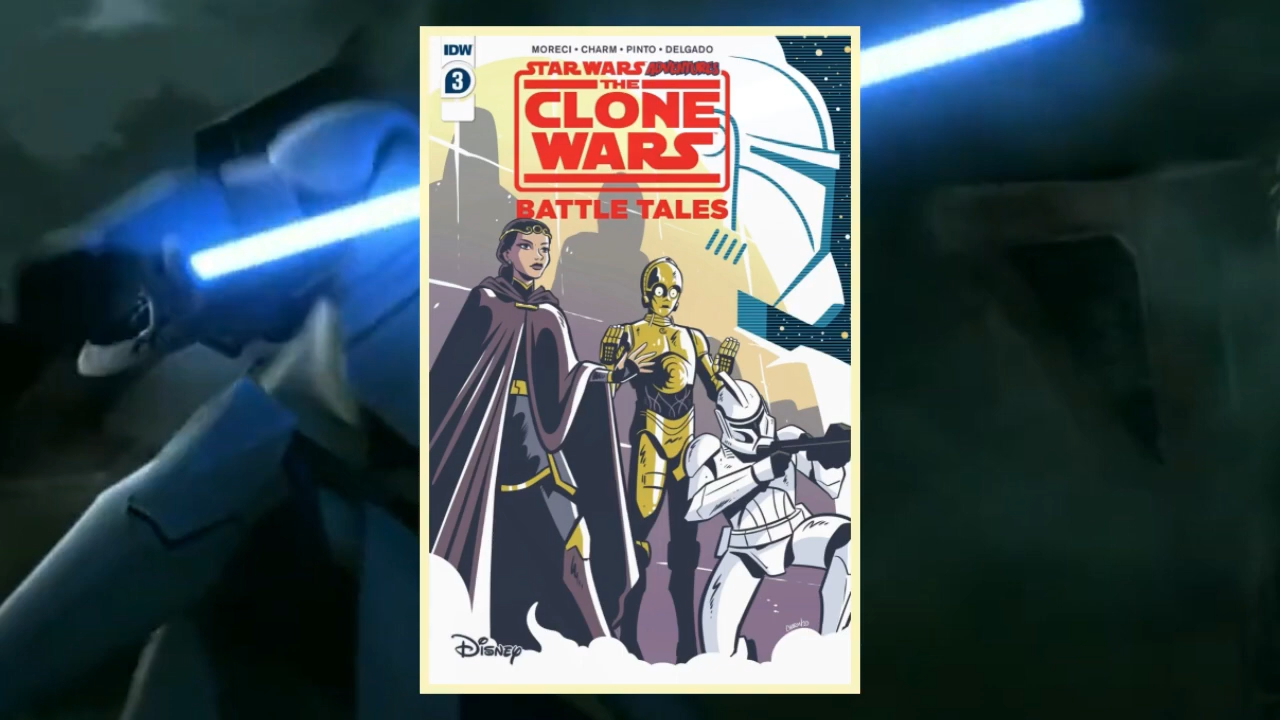 IDW
3
MORECI • CHARM • PINTO • DELGADO
STAR WARS ADVENTURES
THE
CLONE
WARS
BATTLE TALES
Disney